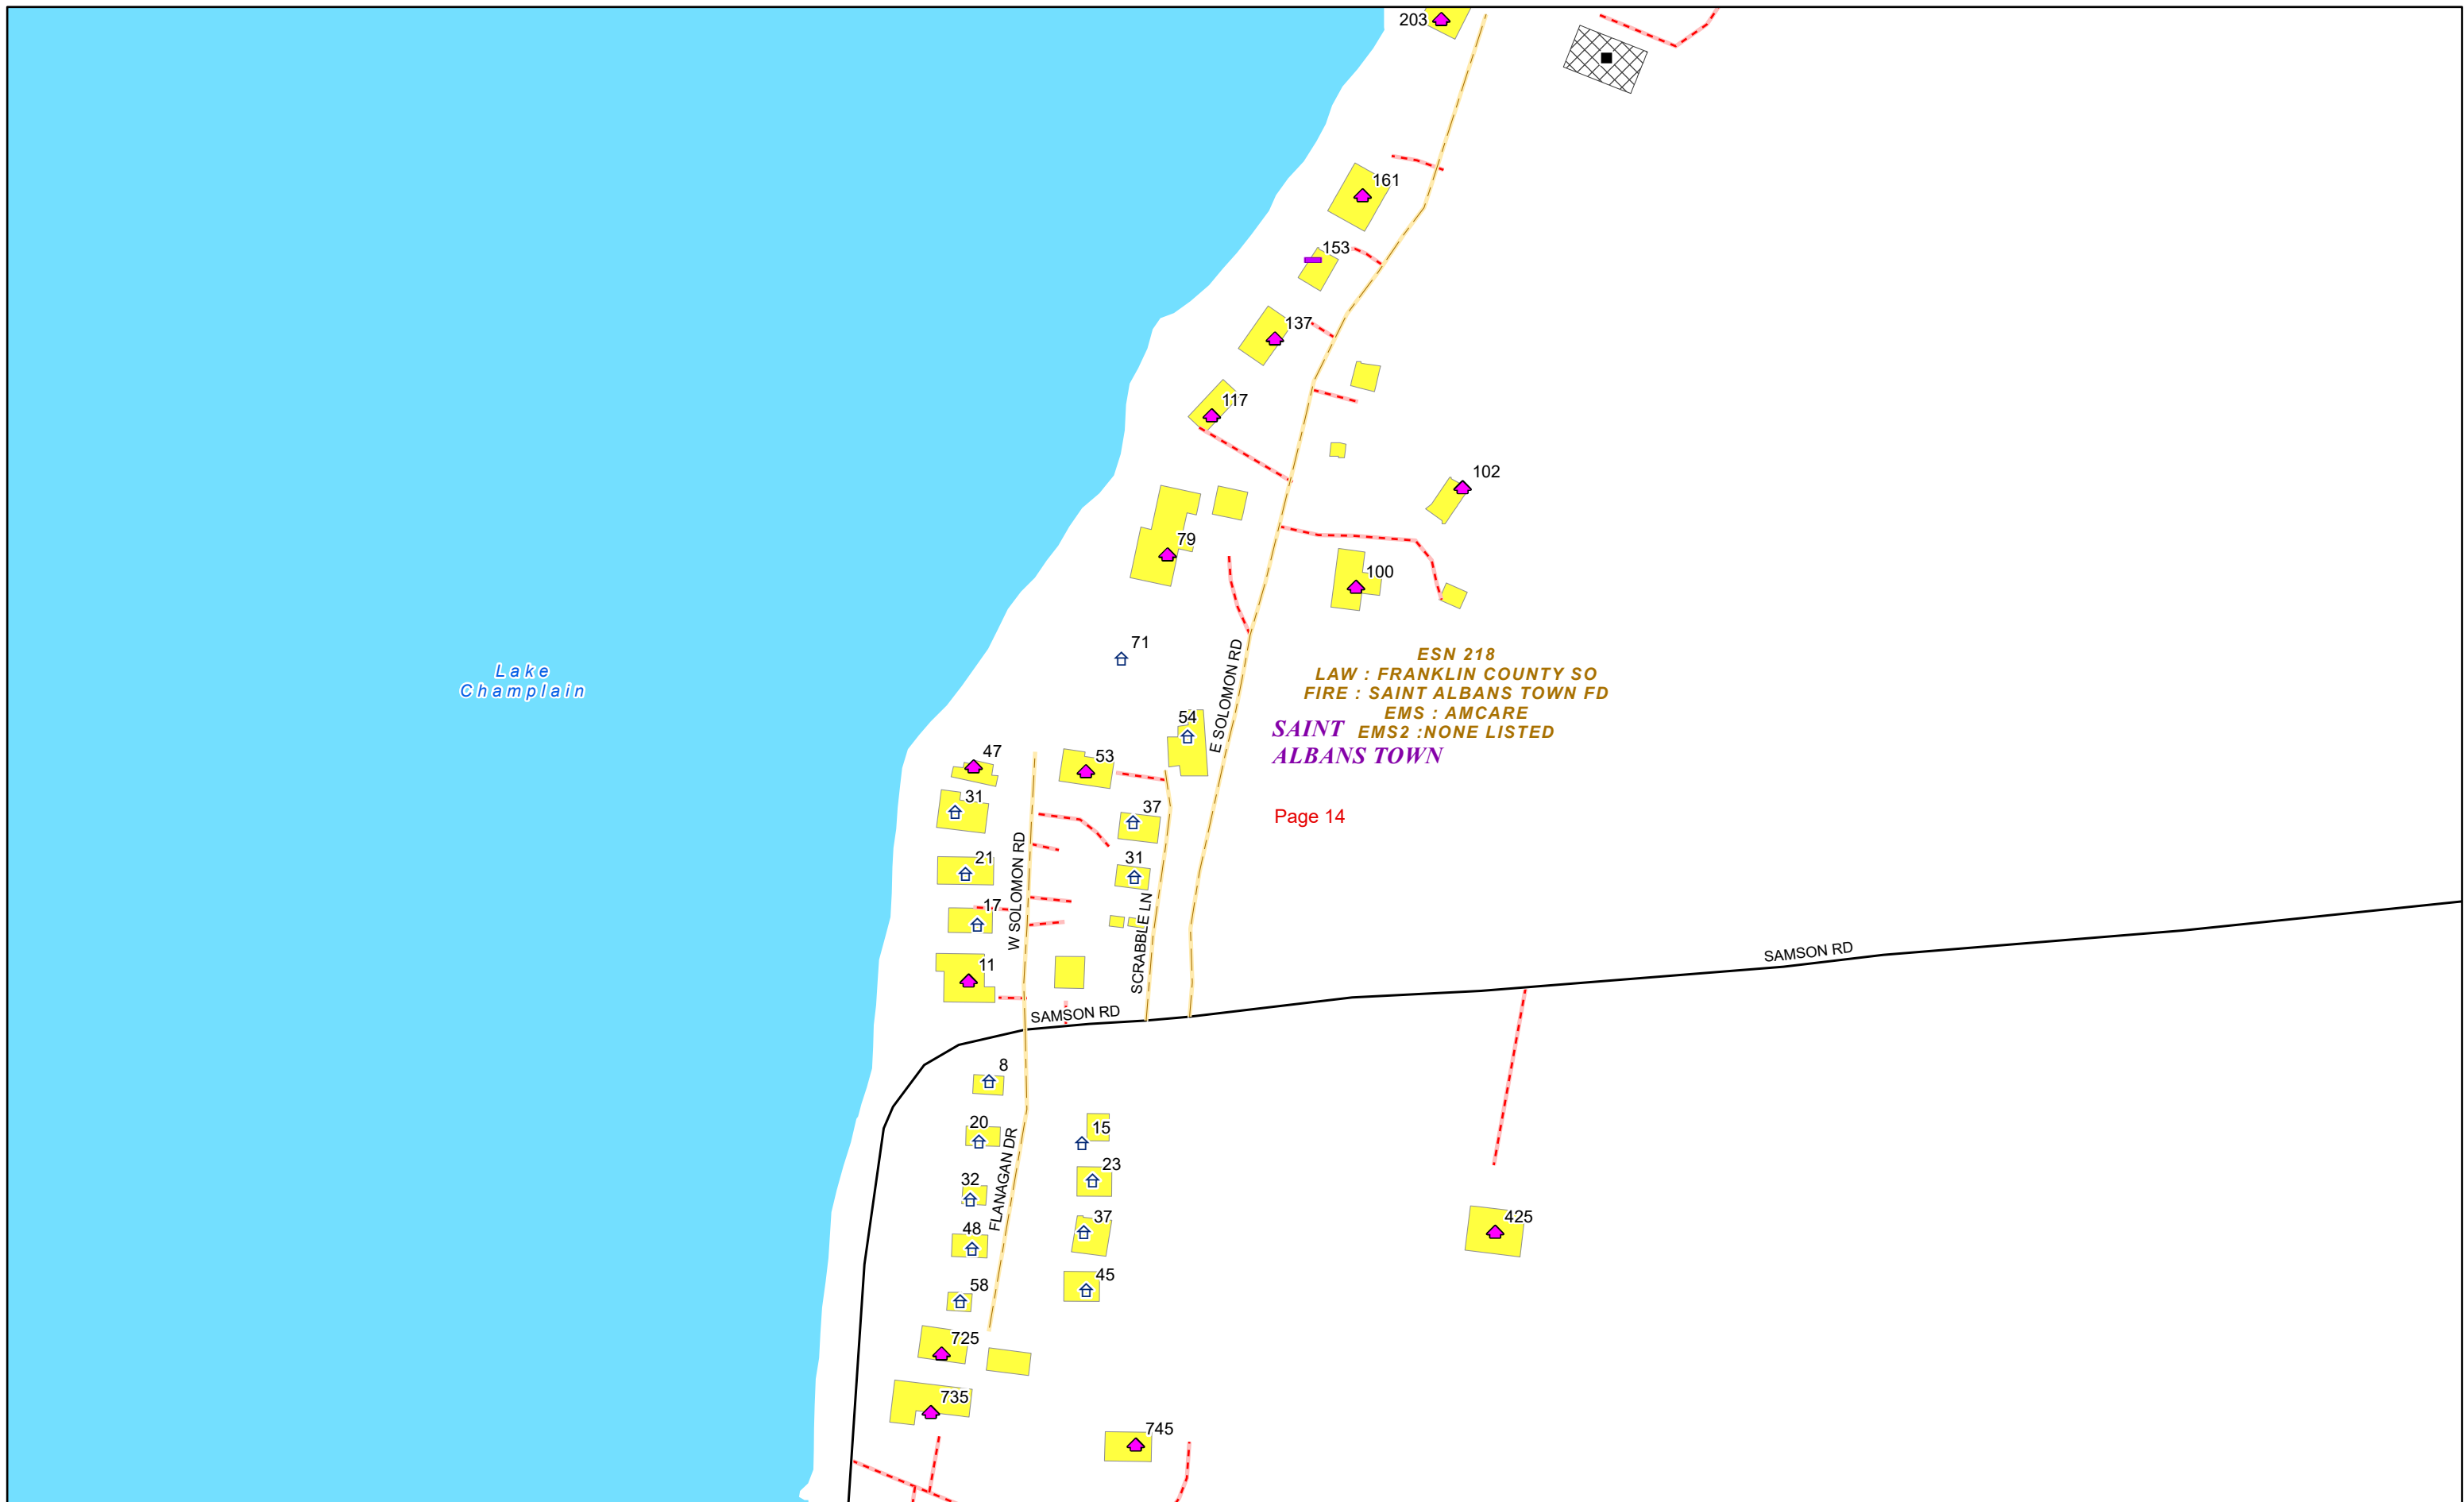 203
161
153
137
117
102
79
100
71
E SOLOMON RD
ESN 218
LAW : FRANKLIN COUNTY SO
FIRE : SAINT ALBANS TOWN FD
EMS : AMCARE
EMS2 :NONE LISTED
SAINT
ALBANS TOWN
Lake
Champlain
54
47
53
31
37
Page 14
21
31
W SOLOMON RD
17
SCRABBLE LN
11
SAMSON RD
SAMSON RD
8
20
15
FLANAGAN DR
23
32
37
48
425
45
58
725
735
745